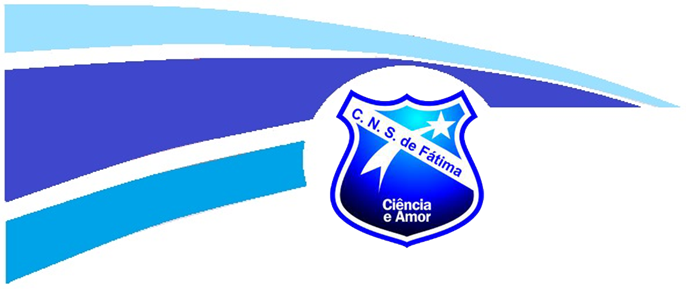 C. N. S. de Fátima
Ciência
e Amor